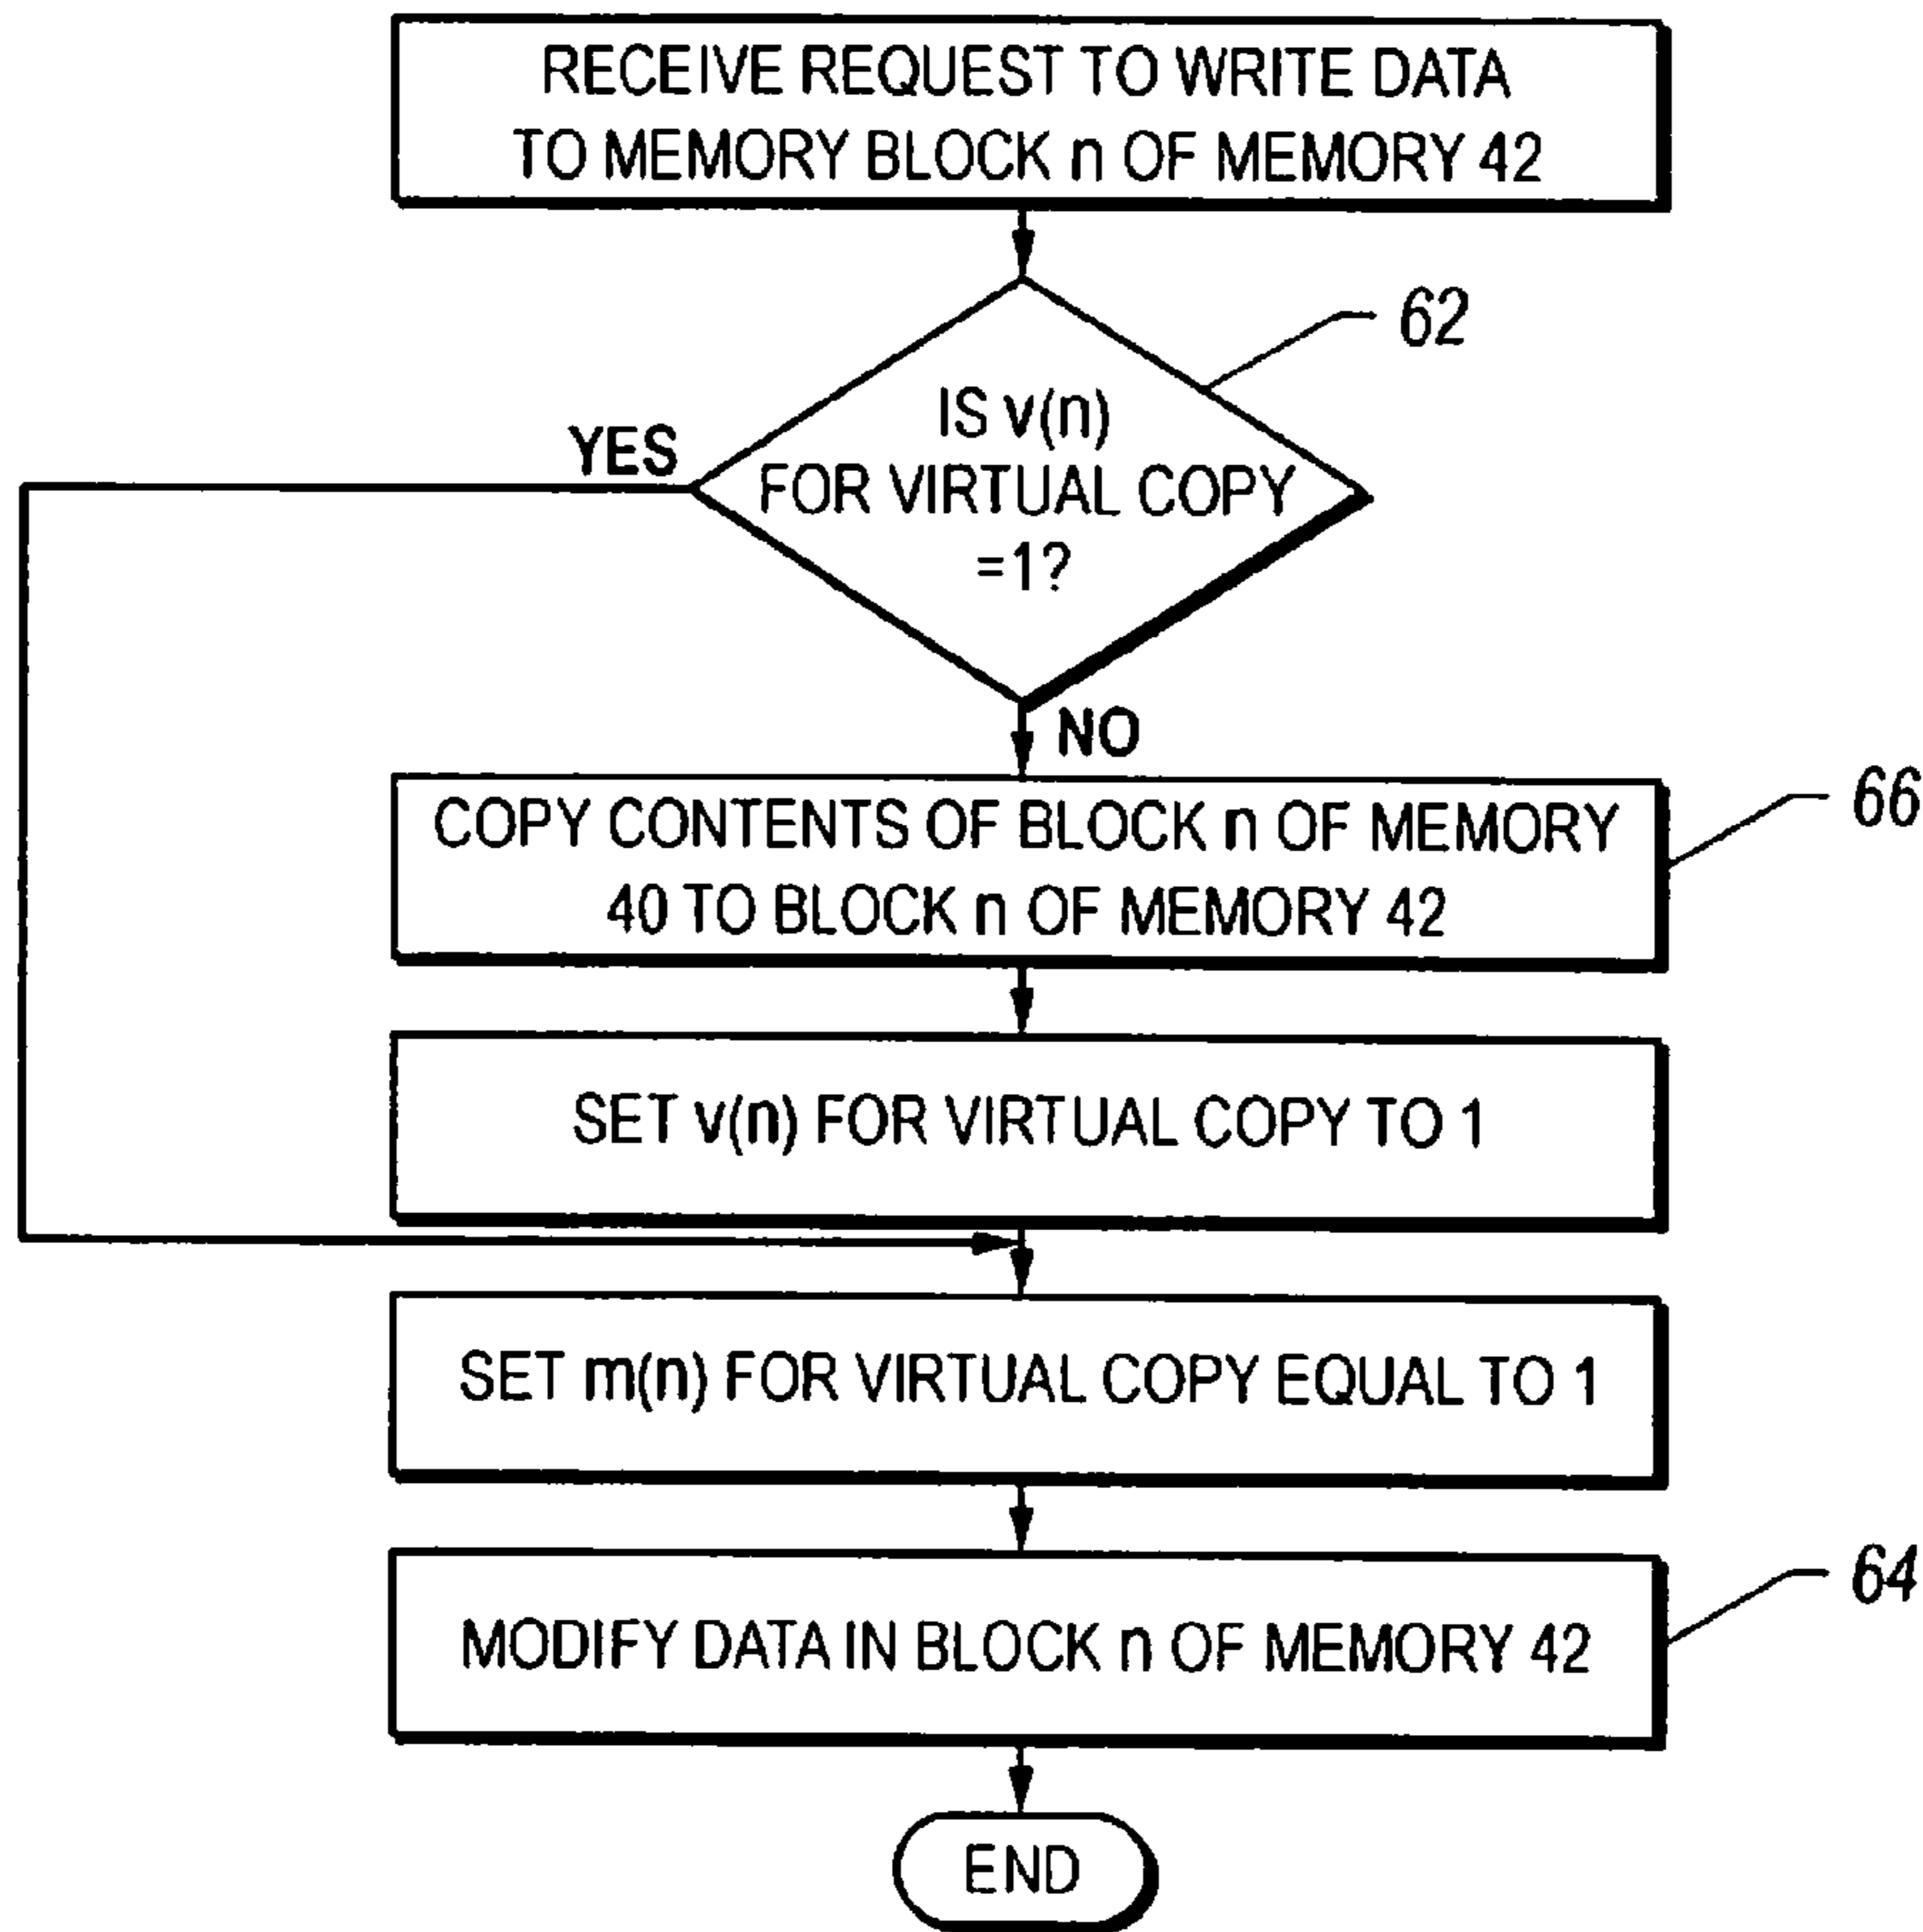 RECEIVE REQUEST TO WRITE DATA
TO MEMORY BLOCK n OF MEMORY 42
62
IS v(n)
FOR VIRTUAL COPY
=1?
YES
NO
COPY CONTENTS OF BLOCK n OF MEMORY
40 TO BLOCK n OF MEMORY 42
66
SET v(n) FOR VIRTUAL COPY TO 1
SET m(n) FOR VIRTUAL COPY EQUAL TO 1
MODIFY DATA IN BLOCK n OF MEMORY 42
64
END